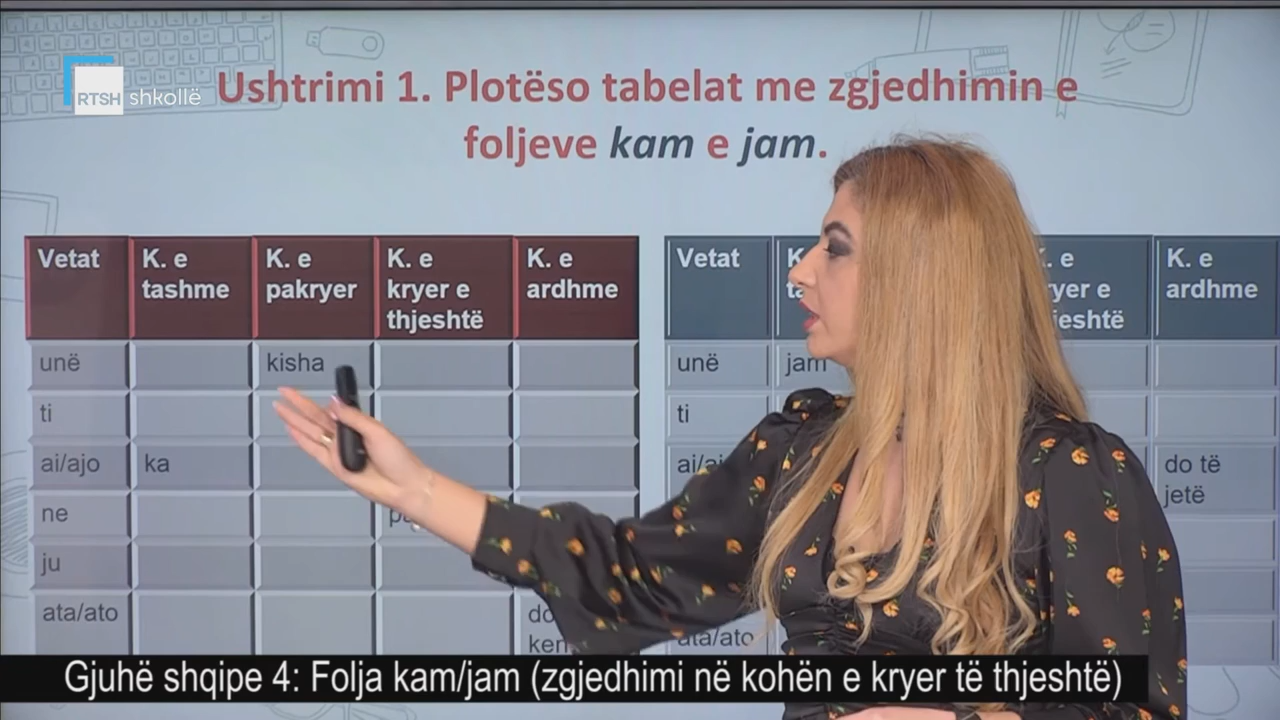 RTSH shkollë
Ushtrimi 1. Plotëso tabelat me zgjedhimin e
foljeve kam e jam.
Vetat
K. e
tashme
K. e
pakryer
K. e
kryer e
thjeshtë
K. e
ardhme
unë
kisha
ti
ai/ajo
ka
ne
ju
ata/ato
do
Vetat
K. e
ardhme
unë
jam
ti
do të
jetë
ata/ato
Gjuhë shqipe 4: Folja kam/jam (zgjedhimi në kohën e kryer të thjeshtë)